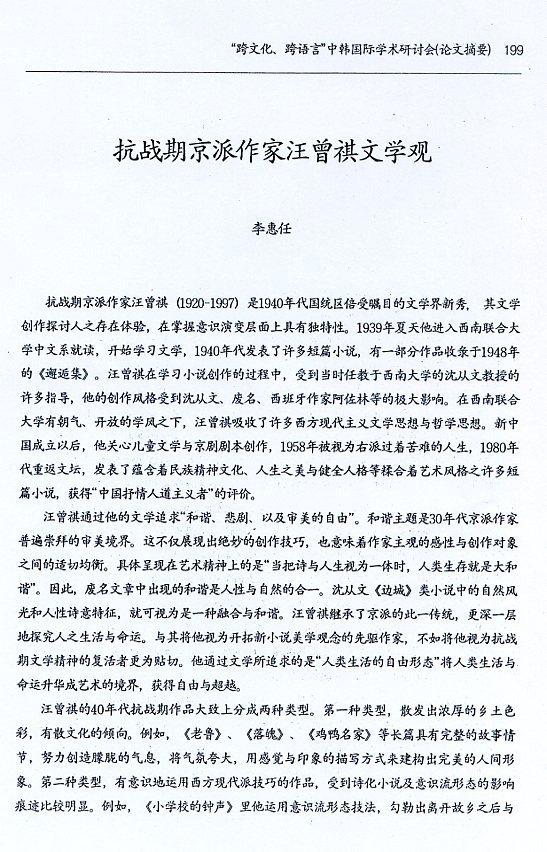 “跨文化、跨语言”中韩国际学术研讨会(论文摘要) 199
抗战期京派作家汪曾祺文学观
李惠任
抗战期京派作家汪曾祺（1920-1997）是1940年代国统区倍受瞩目的文学界新秀， 其文学
创作探讨人之存在体验，在掌握意识演变层面上具有独特性。1939年夏天他进入西南联合大
学中文系就读，开始学习文学，1940年代发表了许多短篇小说，有一部分作品收录于1948年
的《邂逅集》。汪曾祺在学习小说创作的过程中，受到当时任教于西南大学的沈从文教授的
许多指导，他的创作风格受到沈从文、废名、西班牙作家阿佐林等的极大影响。在西南联合
大学有朝气、开放的学风之下，汪曾祺吸收了许多西方现代主义文学思想与哲学思想。新中
国成立以后，他关心儿童文学与京剧剧本创作，1958年被视为右派过着苦难的人生，1980年
代重返文坛，发表了蕴含着民族精神文化、人生之美与健全人格等糅合着艺术风格之许多短
篇小说，获得“中国抒情人道主义者”的评价。
汪曾祺通过他的文学追求“和谐、悲剧、以及审美的自由”。和谐主题是30年代京派作家
普遍崇拜的审美境界。这不仅展现出绝妙的创作技巧，也意味着作家主观的感性与创作对象
之间的适切均衡。具体呈现在艺术精神上的是“当把诗与人生视为一体时，人类生存就是大和
谐”。因此，废名文章中出现的和谐是人性与自然的合一。沈从文《边城》类小说中的自然风
光和人性诗意特征，就可视为是一种融合与和谐。汪曾祺继承了京派的此一传统，更深一层
地探究人之生活与命运。与其将他视为开拓新小说美学观念的先驱作家，不如将他视为抗战
期文学精神的复活者更为贴切。他通过文学所追求的是“人类生活的自由形态”将人类生活与
命运升华成艺术的境界，获得自由与超越。
汪曾祺的40年代抗战期作品大致上分成两种类型。第一种类型，散发出浓厚的乡土色
彩，有散文化的倾向。例如，《老鲁》、《落魄》、《鸡鸭名家》等长篇具有完整的故事情
节，努力创造朦胧的气息，将气氛夸大，用感觉与印象的描写方式来建构出完美的人间形
象。第二种类型，有意识地运用西方现代派技巧的作品，受到诗化小说及意识流形态的影响
痕迹比较明显。例如，《小学校的钟声》里他运用意识流形态技法，勾勒出离开故乡之后与